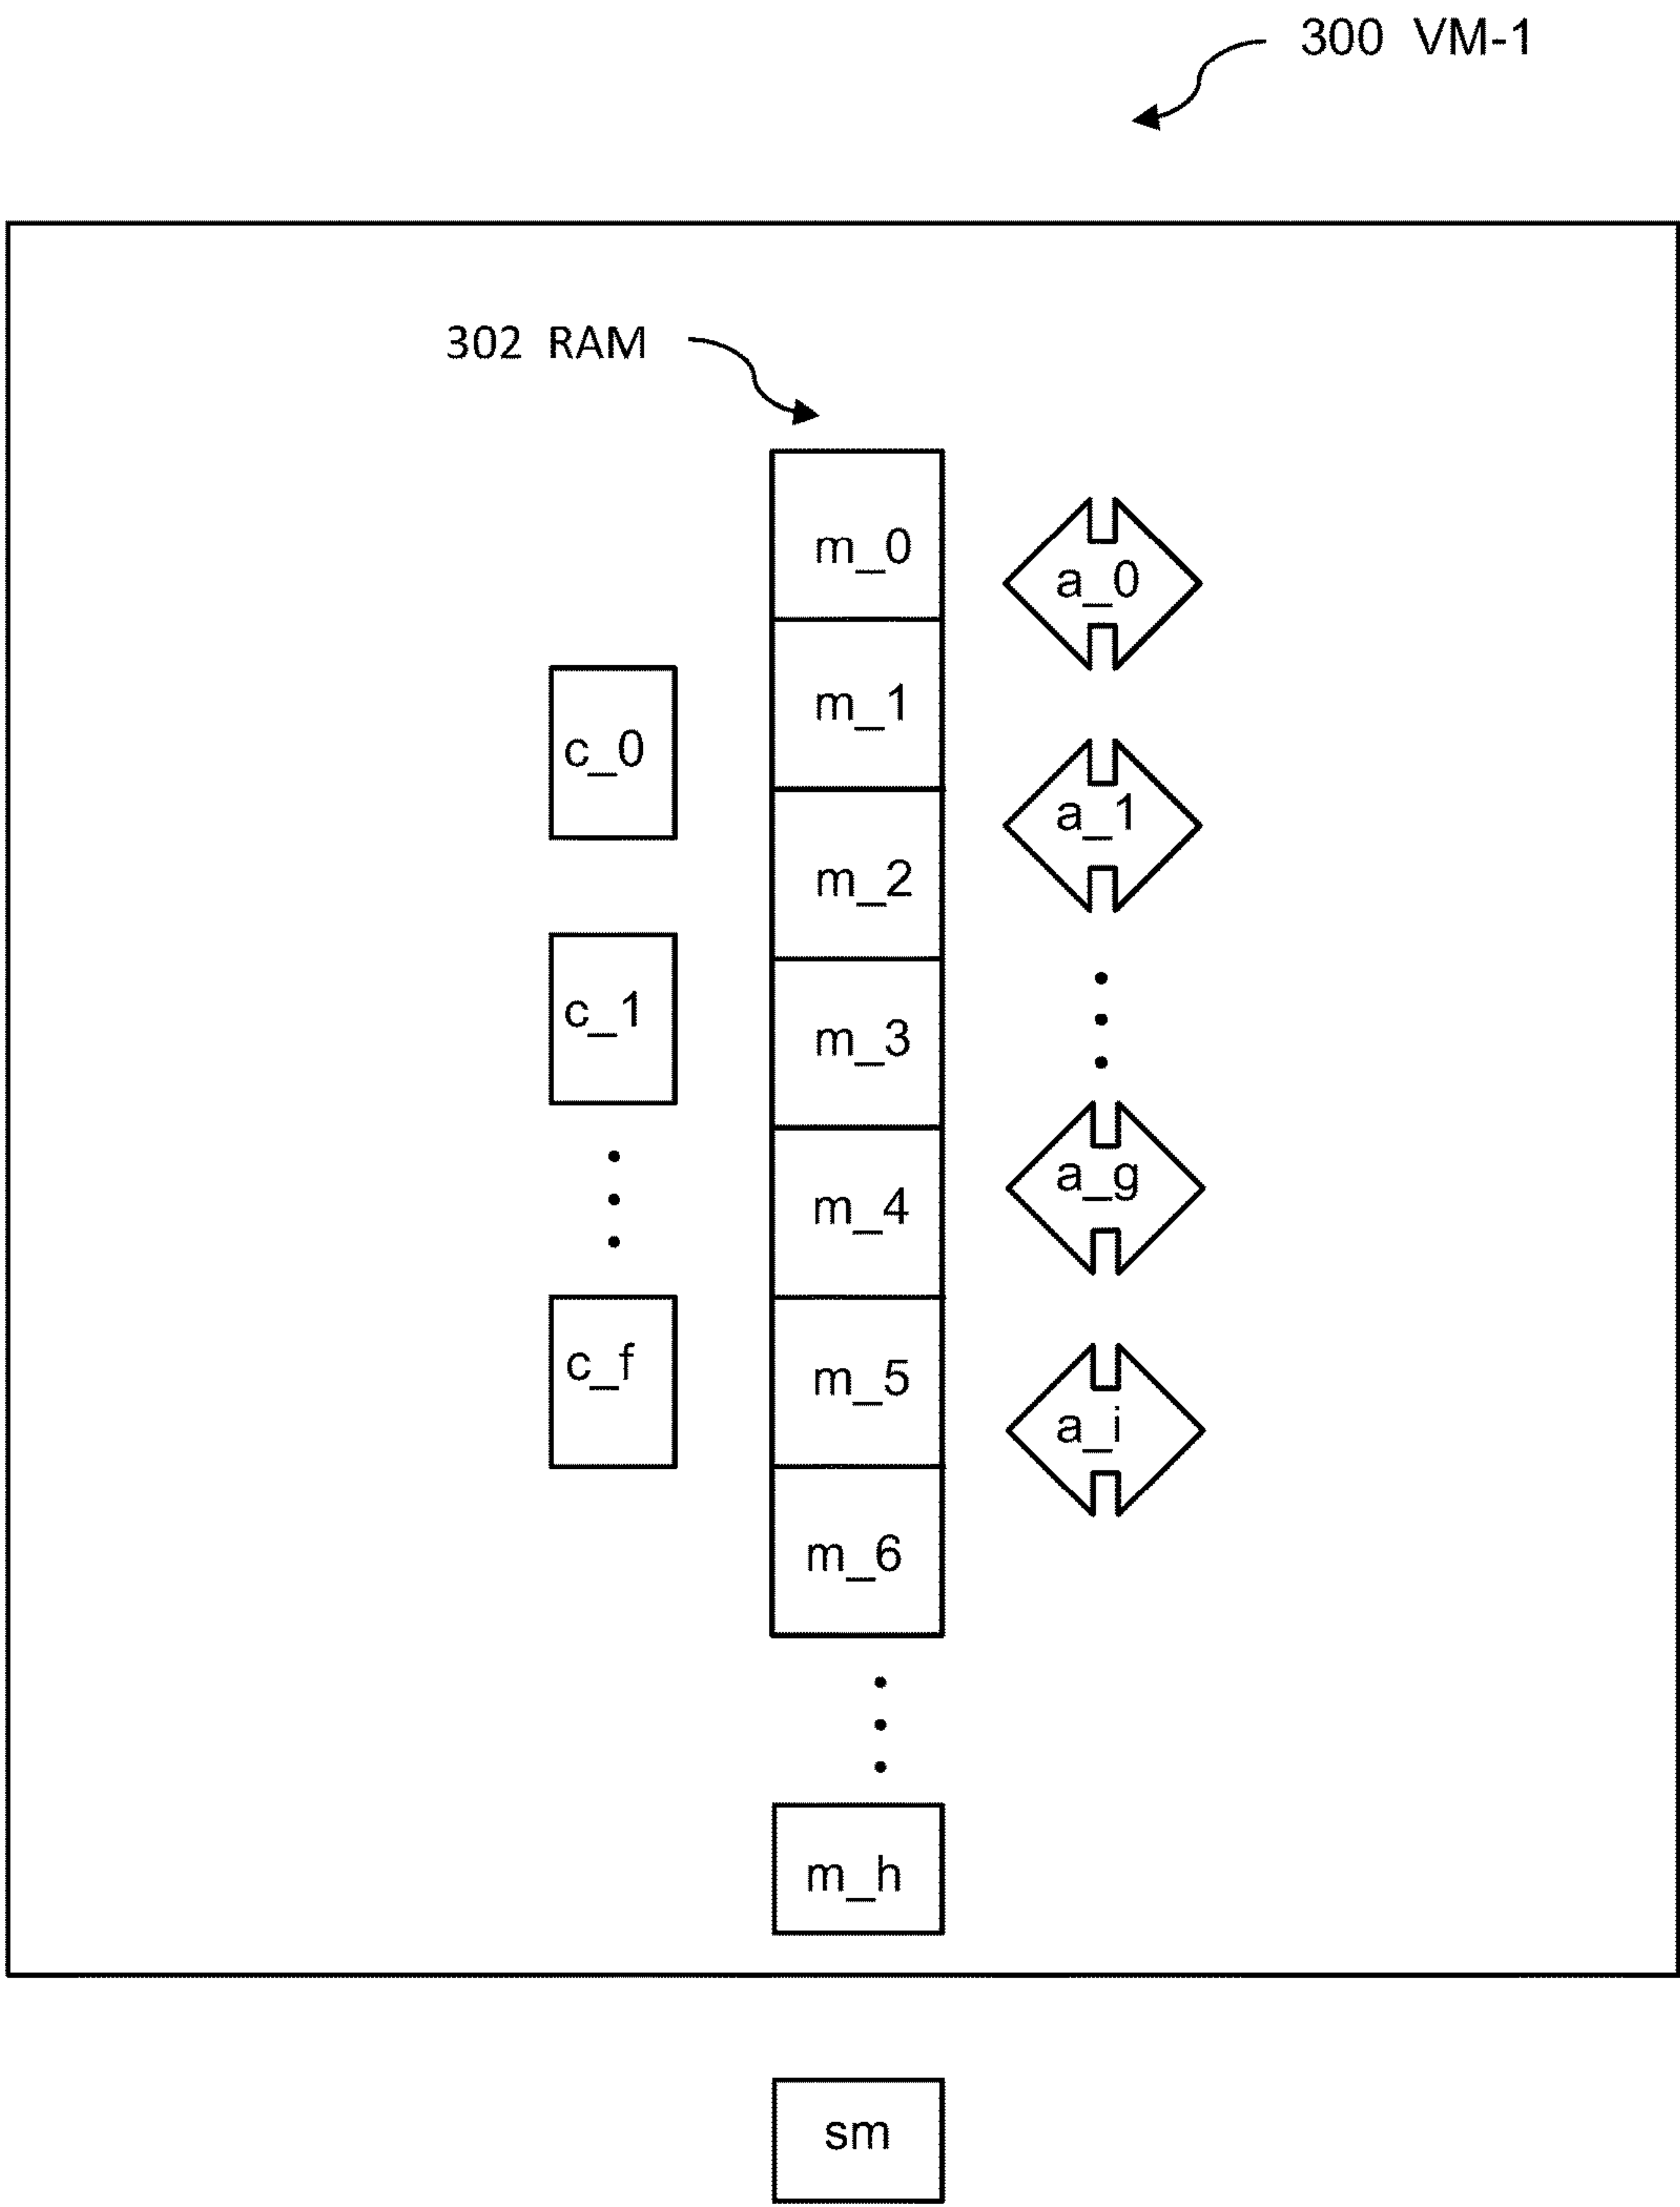 300 VM-1
302 RAM
m_0
a_0
m_1
c_0
a_1
m_2
c_1
m_3
a_g
m_4
c_f
m_5
a_i
m_6
m_h
sm